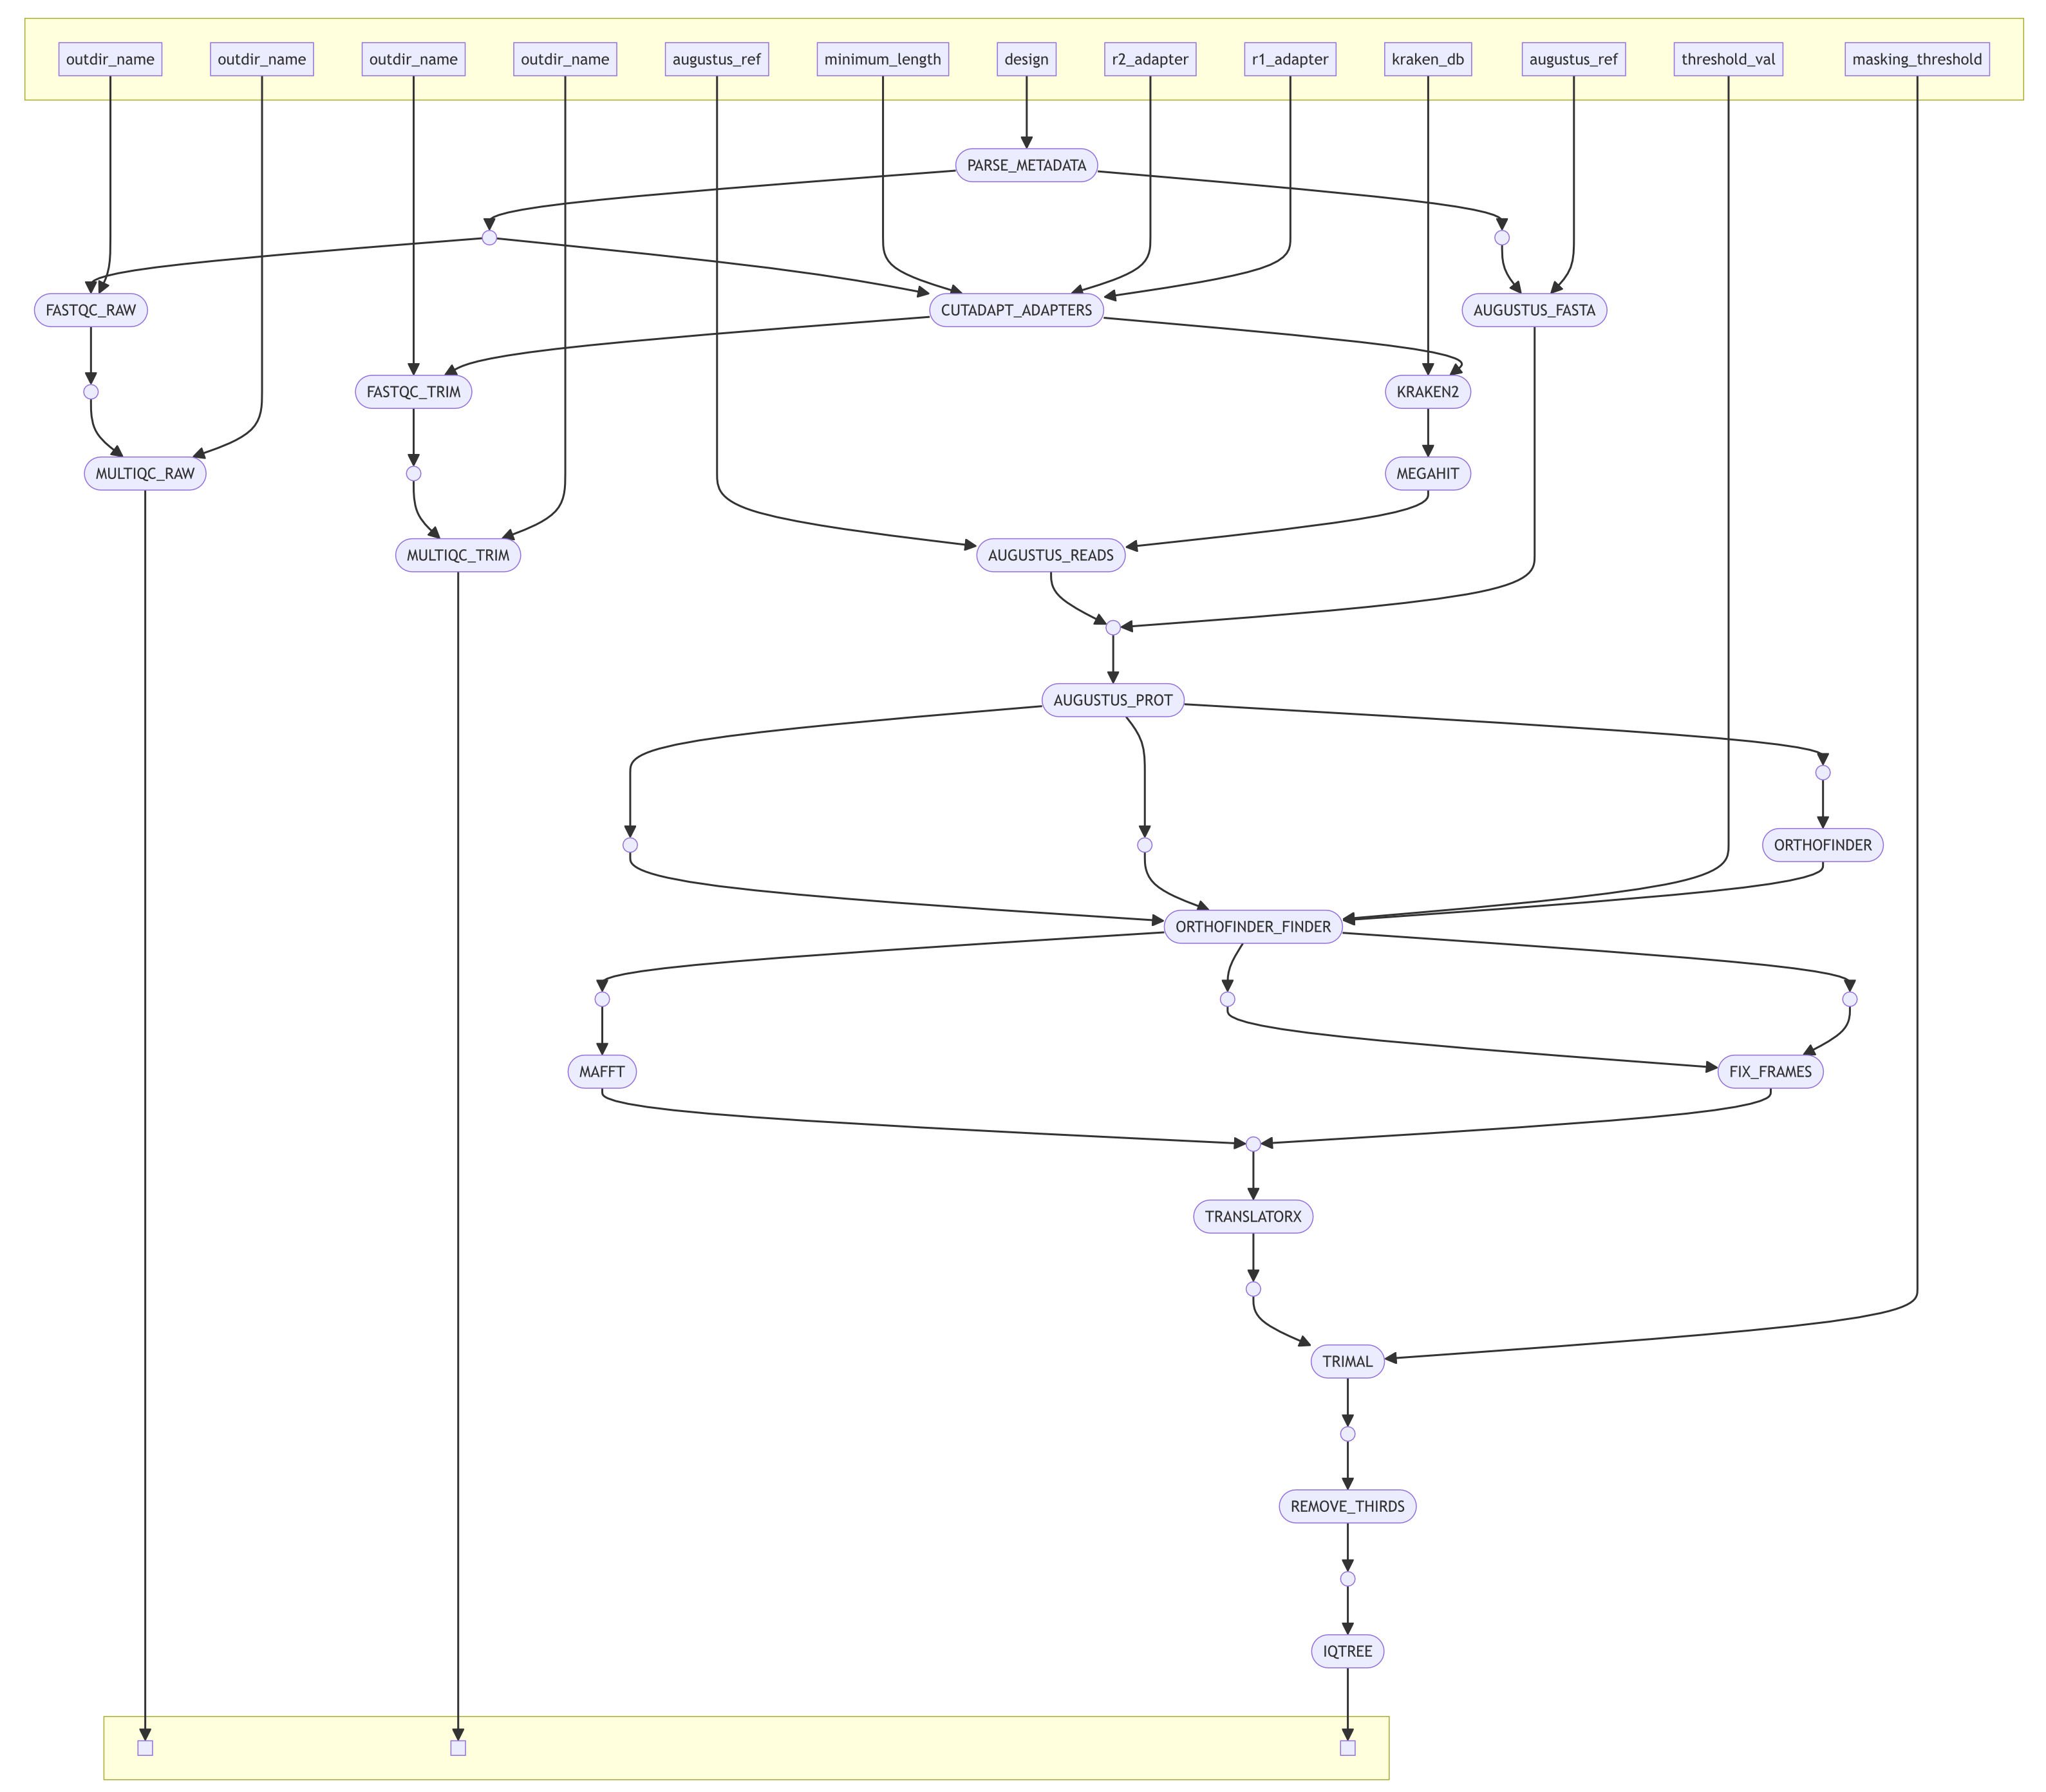 outdir_name
outdir_name
outdir_name
outdir_name
augustus_ref
minimum_length
design
r2_adapter
r1_adapter
kraken_db
augustus_ref
threshold_val
masking_threshold
PARSE_METADATA
FASTQC_RAW
CUTADAPT_ADAPTERS
AUGUSTUS_FASTA
FASTQC_TRIM
KRAKEN2
MULTIQC_RAW
MEGAHIT
MULTIQC_TRIM
AUGUSTUS_READS
AUGUSTUS_PROT
ORTHOFINDER
ORTHOFINDER_FINDER
MAFFT
FIX_FRAMES
TRANSLATORX
TRIMAL
REMOVE_THIRDS
IQTREE